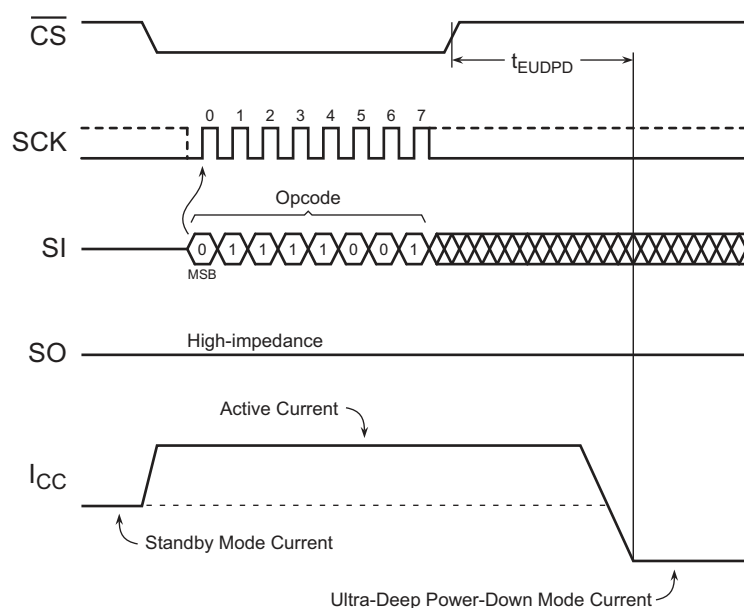 C̅S̅
tEUDPD
0 1 2 3 4 5 6 7
SCK
Opcode
SI
0 1 1 1 1 0 0 1
MSB
High-impedance
SO
Active Current
ICC
Standby Mode Current
Ultra-Deep Power-Down Mode Current